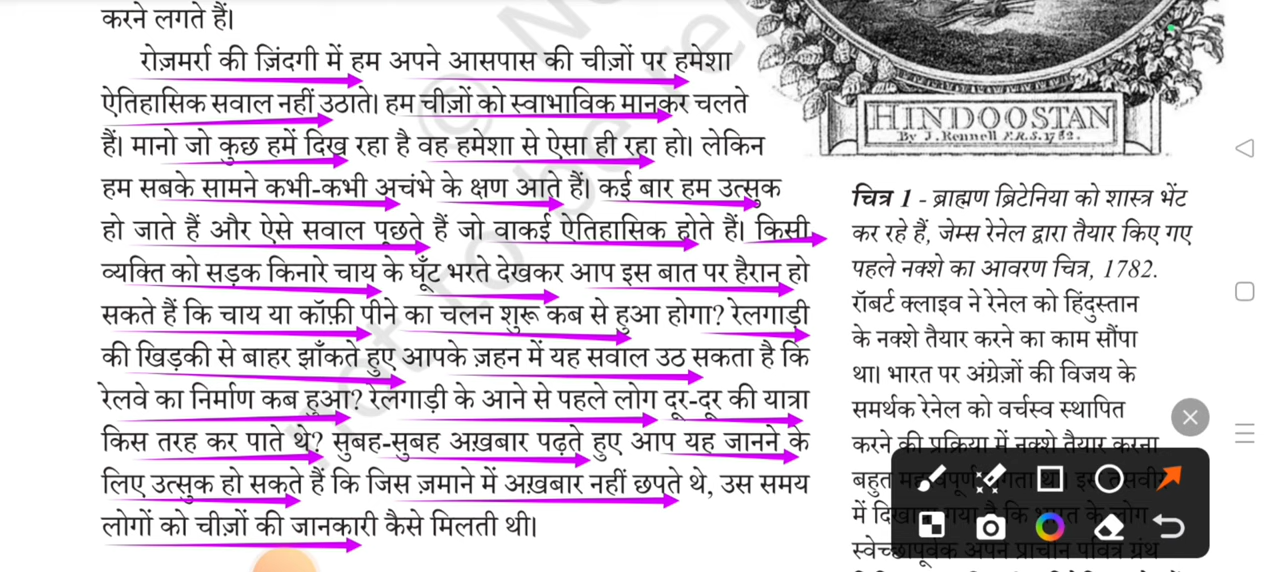 करने लगते हैं।
रोज़मर्रा की ज़िंदगी में हम अपने आसपास की चीज़ों पर हमेशा
ऐतिहासिक सवाल नहीं उठाते। हम चीज़ों को स्वाभाविक मानकर चलते
हैं। मानो जो कुछ हमें दिख रहा है वह हमेशा से ऐसा ही रहा हो। लेकिन
हम सबके सामने कभी-कभी अचंभे के क्षण आते हैं। कई बार हम उत्सुक
हो जाते हैं और ऐसे सवाल पूछते हैं जो वाकई ऐतिहासिक होते हैं। किसी
व्यक्ति को सड़क किनारे चाय के घूँट भरते देखकर आप इस बात पर हैरान हो
सकते हैं कि चाय या कॉफ़ी पीने का चलन शुरू कब से हुआ होगा? रेलगाड़ी
की खिड़की से बाहर झाँकते हुए आपके ज़हन में यह सवाल उठ सकता है कि
रेलवे का निर्माण कब हुआ? रेलगाड़ी के आने से पहले लोग दूर-दूर की यात्रा
किस तरह कर पाते थे? सुबह-सुबह अख़बार पढ़ते हुए आप यह जानने के
लिए उत्सुक हो सकते हैं कि जिस ज़माने में अख़बार नहीं छपते थे, उस समय
लोगों को चीज़ों की जानकारी कैसे मिलती थी।
HINDOOSTAN
By J. Rennell F.R.S. 1782.
चित्र 1 - ब्राह्मण ब्रिटेनिया को शास्त्र भेंट
कर रहे हैं, जेम्स रेनेल द्वारा तैयार किए गए
पहले नक्शे का आवरण चित्र, 1782.
रॉबर्ट क्लाइव ने रेनेल को हिंदुस्तान
के नक्शे तैयार करने का काम सौंपा
था। भारत पर अंग्रेज़ों की विजय के
समर्थक रेनेल को वर्चस्व स्थापित
करने की प्रक्रिया में नक्शे तैयार करना
बहुत
में
स्वेच्छापूर्वक अपने प्राचीन पवित्र ग्रंथ